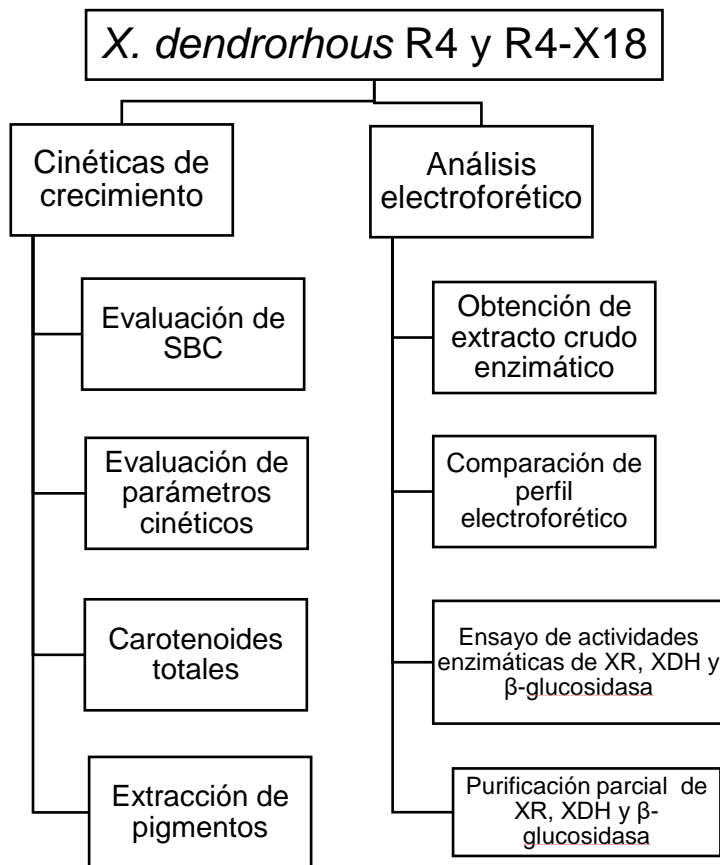 X. dendrorhous R4 y R4-X18
Cinéticas de
crecimiento
Evaluación de
SBC
Evaluación de
parámetros
cinéticos
Carotenoides
totales
Extracción de
pigmentos
Análisis
electroforético
Obtención de
extracto crudo
enzimático
Comparación de
perfil
electroforético
Ensayo de actividades
enzimáticas de XR, XDH y
β-glucosidasa
Purificación parcial de
XR, XDH y β-
glucosidasa